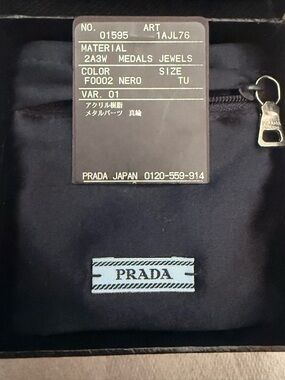 NO. ART
01595 1AJL76
MATERIAL
2A3W MEDALS JEWELS
COLOR SIZE
F0002 NERO TU
VAR. 01
アクリル樹脂
メタルパーツ 真鍮
PRADA JAPAN 0120-559-914
PRADA